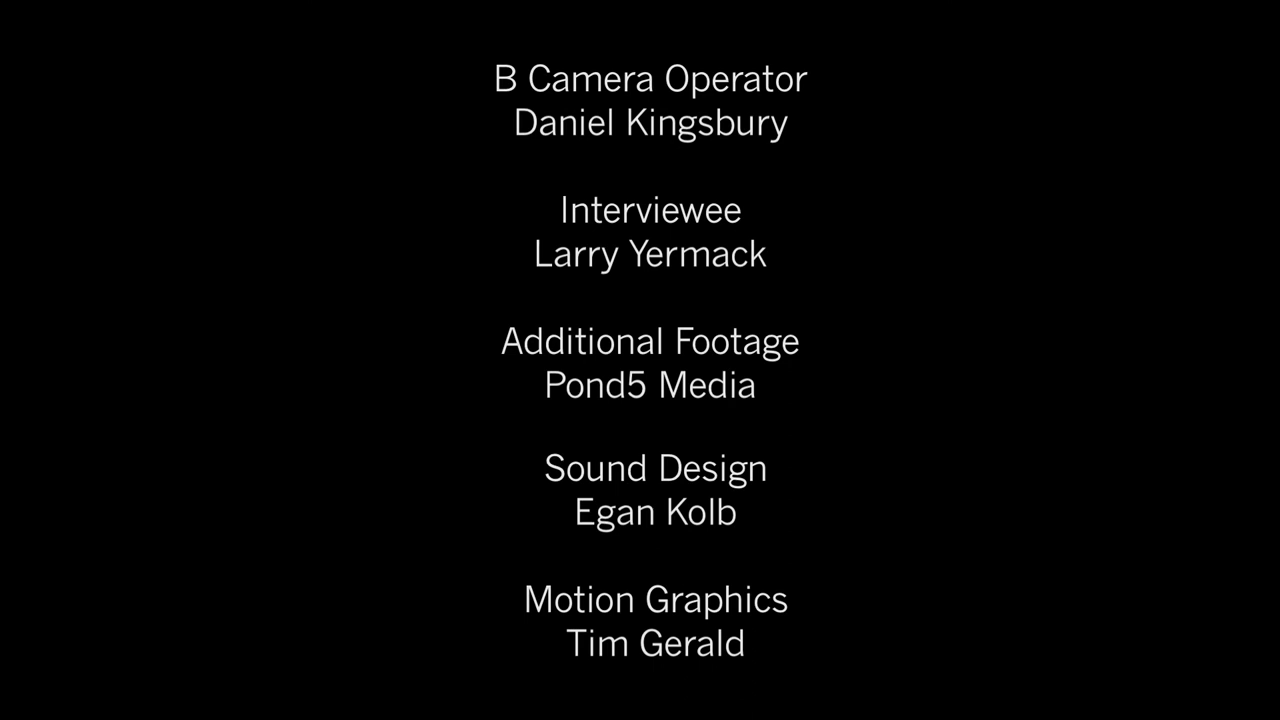 B Camera Operator
Daniel Kingsbury
Interviewee
Larry Yermack
Additional Footage
Pond5 Media
Sound Design
Egan Kolb
Motion Graphics
Tim Gerald